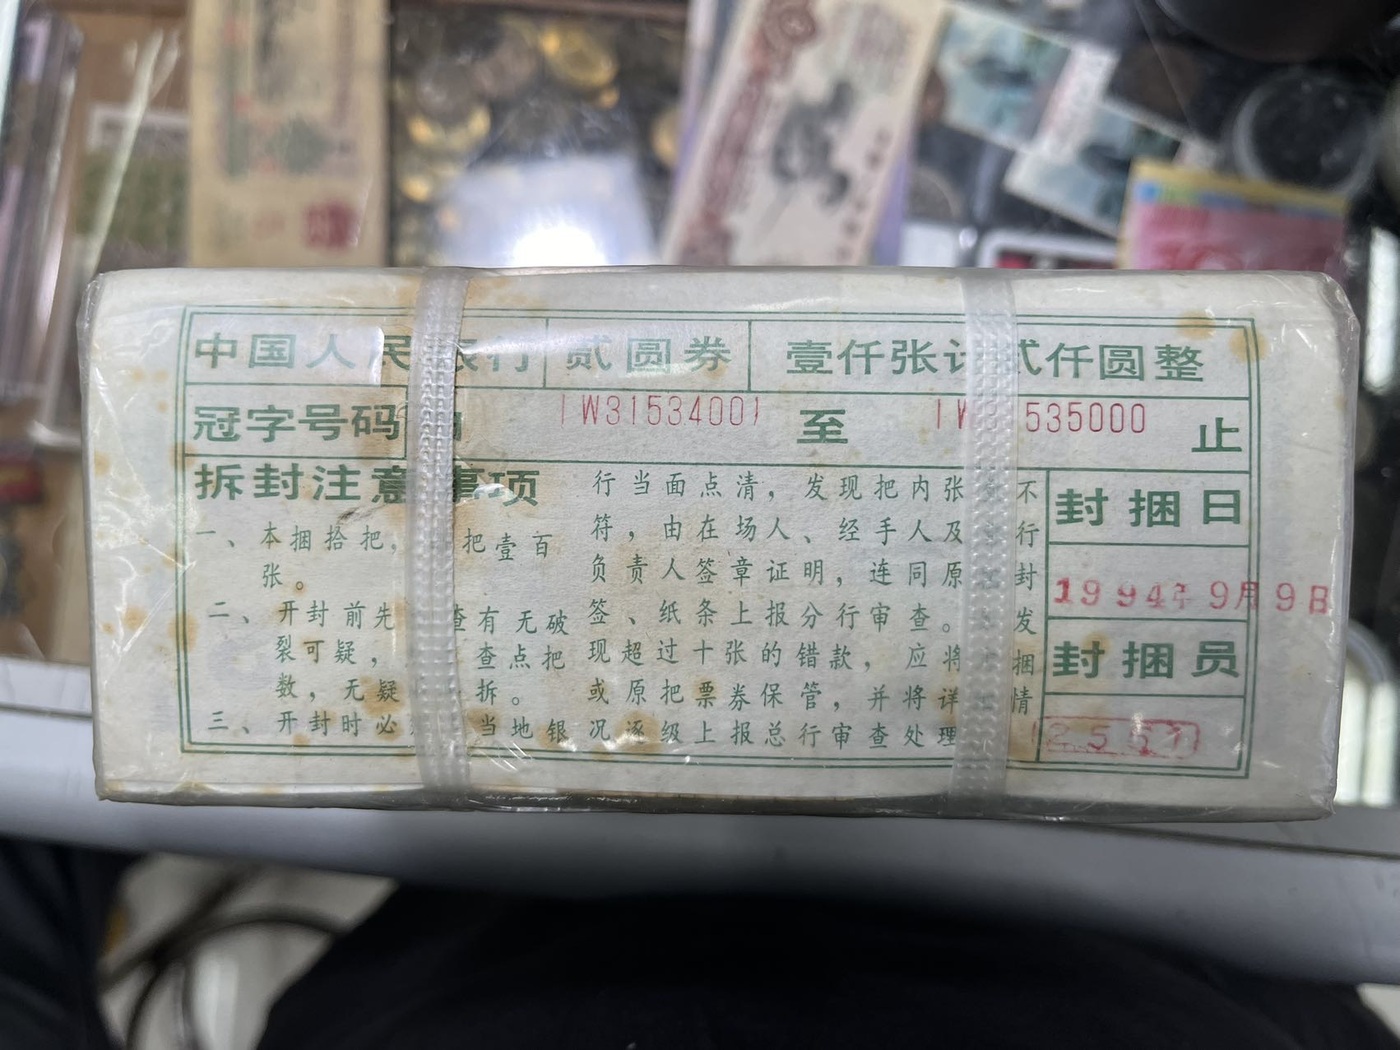 中国人民银行 贰圆券 壹仟张计贰仟圆整
冠字号码由 IW31534001 至 IW31535000 止
拆封注意事项
一、本捆拾把，把壹百
张。
二、开封前先 查有无破
裂可疑， 查点把
数，无疑 拆。
三、开封时必 当地银
行当面点清，发现把内张 不
符，由在场人、经手人及 行
负责人签章证明，连同原 封
签、纸条上报分行审查。 发
现超过十张的错款，应将 捆
或原把票券保管，并将详 情
况逐级上报总行审查处理
封捆日
1994年9月9日
封捆员